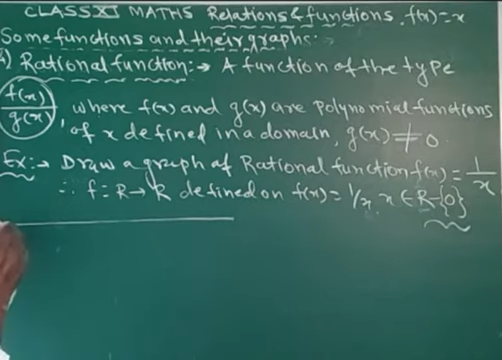 CLASS XI MATHS Relations & functions. f(x)=x
Some functions and their graphs:-
4) Rational function:→ A function of the type
f(x)/g(x), where f(x) and g(x) are Polynomial functions
of x defined in a domain, g(x) ≠ 0
Ex:→ Draw a graph of Rational function f(x) = 1/x
∴ f = R→R defined on f(x) = 1/x, x ∈ R-{0}